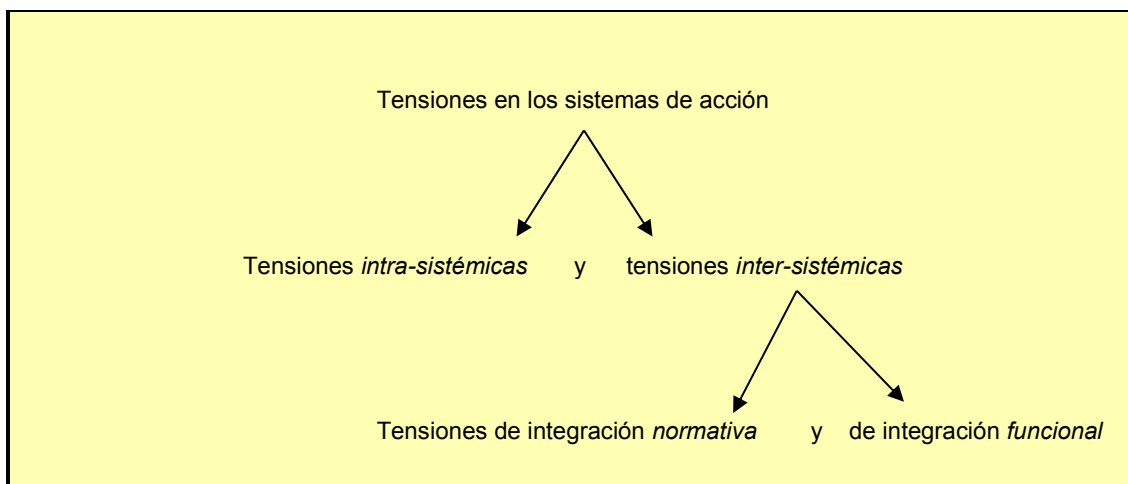 Tensiones en los sistemas de acción
Tensiones intra-sistémicas y tensiones inter-sistémicas
Tensiones de integración normativa y de integración funcional